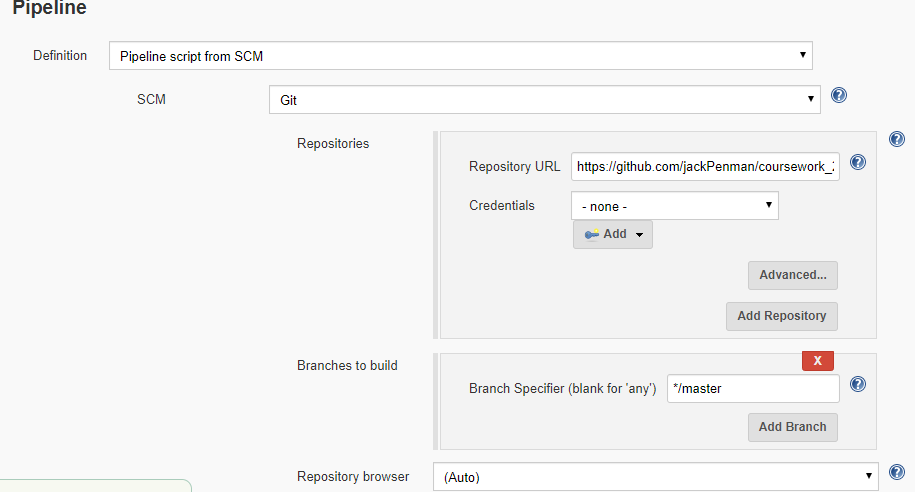 Pipeline
Definition Pipeline script from SCM
SCM Git
Repositories
Repository URL https://github.com/jackPenman/coursework_
Credentials - none -
Add
Advanced...
Add Repository
X
Branches to build
Branch Specifier (blank for 'any') */master
Add Branch
Repository browser (Auto)